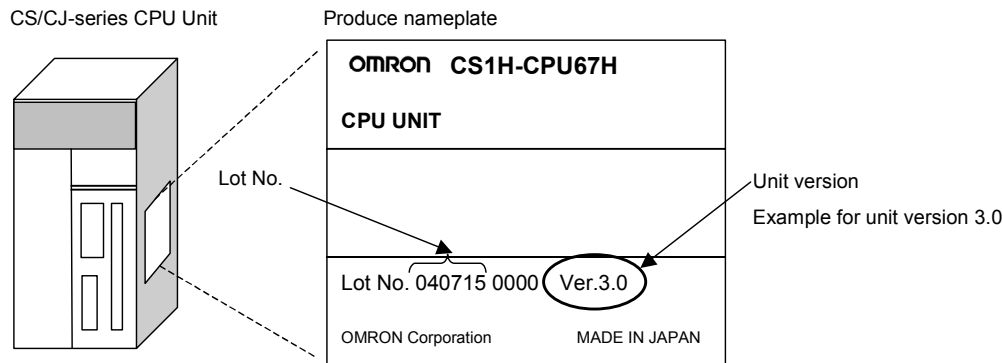 CS/CJ-series CPU Unit
Produce nameplate
OMRON CS1H-CPU67H
CPU UNIT
Lot No.
Unit version
Example for unit version 3.0
Lot No. 040715 0000 Ver.3.0
OMRON Corporation MADE IN JAPAN